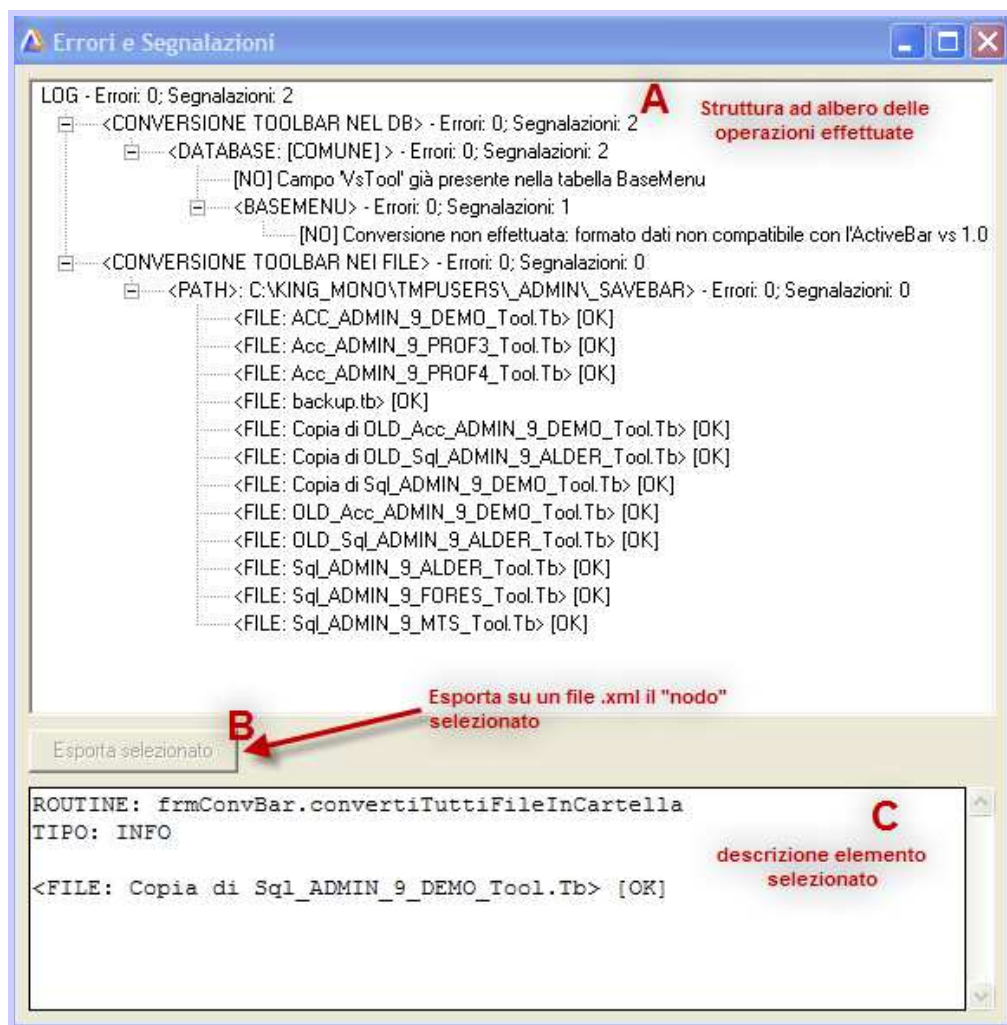 Errori e Segnalazioni
LOG - Errori: 0; Segnalazioni: 2
A
Struttura ad albero delle
operazioni effettuate
<CONVERSIONE TOOLBAR NEL DB> - Errori: 0; Segnalazioni: 2
<DATABASE: [COMUNE] > - Errori: 0; Segnalazioni: 2
[NO] Campo 'VsTool' già presente nella tabella BaseMenu
<BASEMENU> - Errori: 0; Segnalazioni: 1
[NO] Conversione non effettuata: formato dati non compatibile con l'ActiveBar vs 1.0
<CONVERSIONE TOOLBAR NEI FILE> - Errori: 0; Segnalazioni: 0
<PATH>: C:\KING_MONO\TMPUSERS\_ADMIN\_SAVEBAR> - Errori: 0; Segnalazioni: 0
<FILE: ACC_ADMIN_9_DEMO_Tool.Tb> [OK]
<FILE: Acc_ADMIN_9_PROF3_Tool.Tb> [OK]
<FILE: Acc_ADMIN_9_PROF4_Tool.Tb> [OK]
<FILE: backup.tb> [OK]
<FILE: Copia di OLD_Acc_ADMIN_9_DEMO_Tool.Tb> [OK]
<FILE: Copia di OLD_Sql_ADMIN_9_ALDER_Tool.Tb> [OK]
<FILE: Copia di Sql_ADMIN_9_DEMO_Tool.Tb> [OK]
<FILE: OLD_Acc_ADMIN_9_DEMO_Tool.Tb> [OK]
<FILE: OLD_Sql_ADMIN_9_ALDER_Tool.Tb> [OK]
<FILE: Sql_ADMIN_9_ALDER_Tool.Tb> [OK]
<FILE: Sql_ADMIN_9_FORES_Tool.Tb> [OK]
<FILE: Sql_ADMIN_9_MTS_Tool.Tb> [OK]
B
Esporta su un file .xml il "nodo"
selezionato
Esporta selezionato
ROUTINE: frmConvBar.convertiTuttiFileInCartella
TIPO: INFO
C
descrizione elemento
selezionato
<FILE: Copia di Sql_ADMIN_9_DEMO_Tool.Tb> [OK]